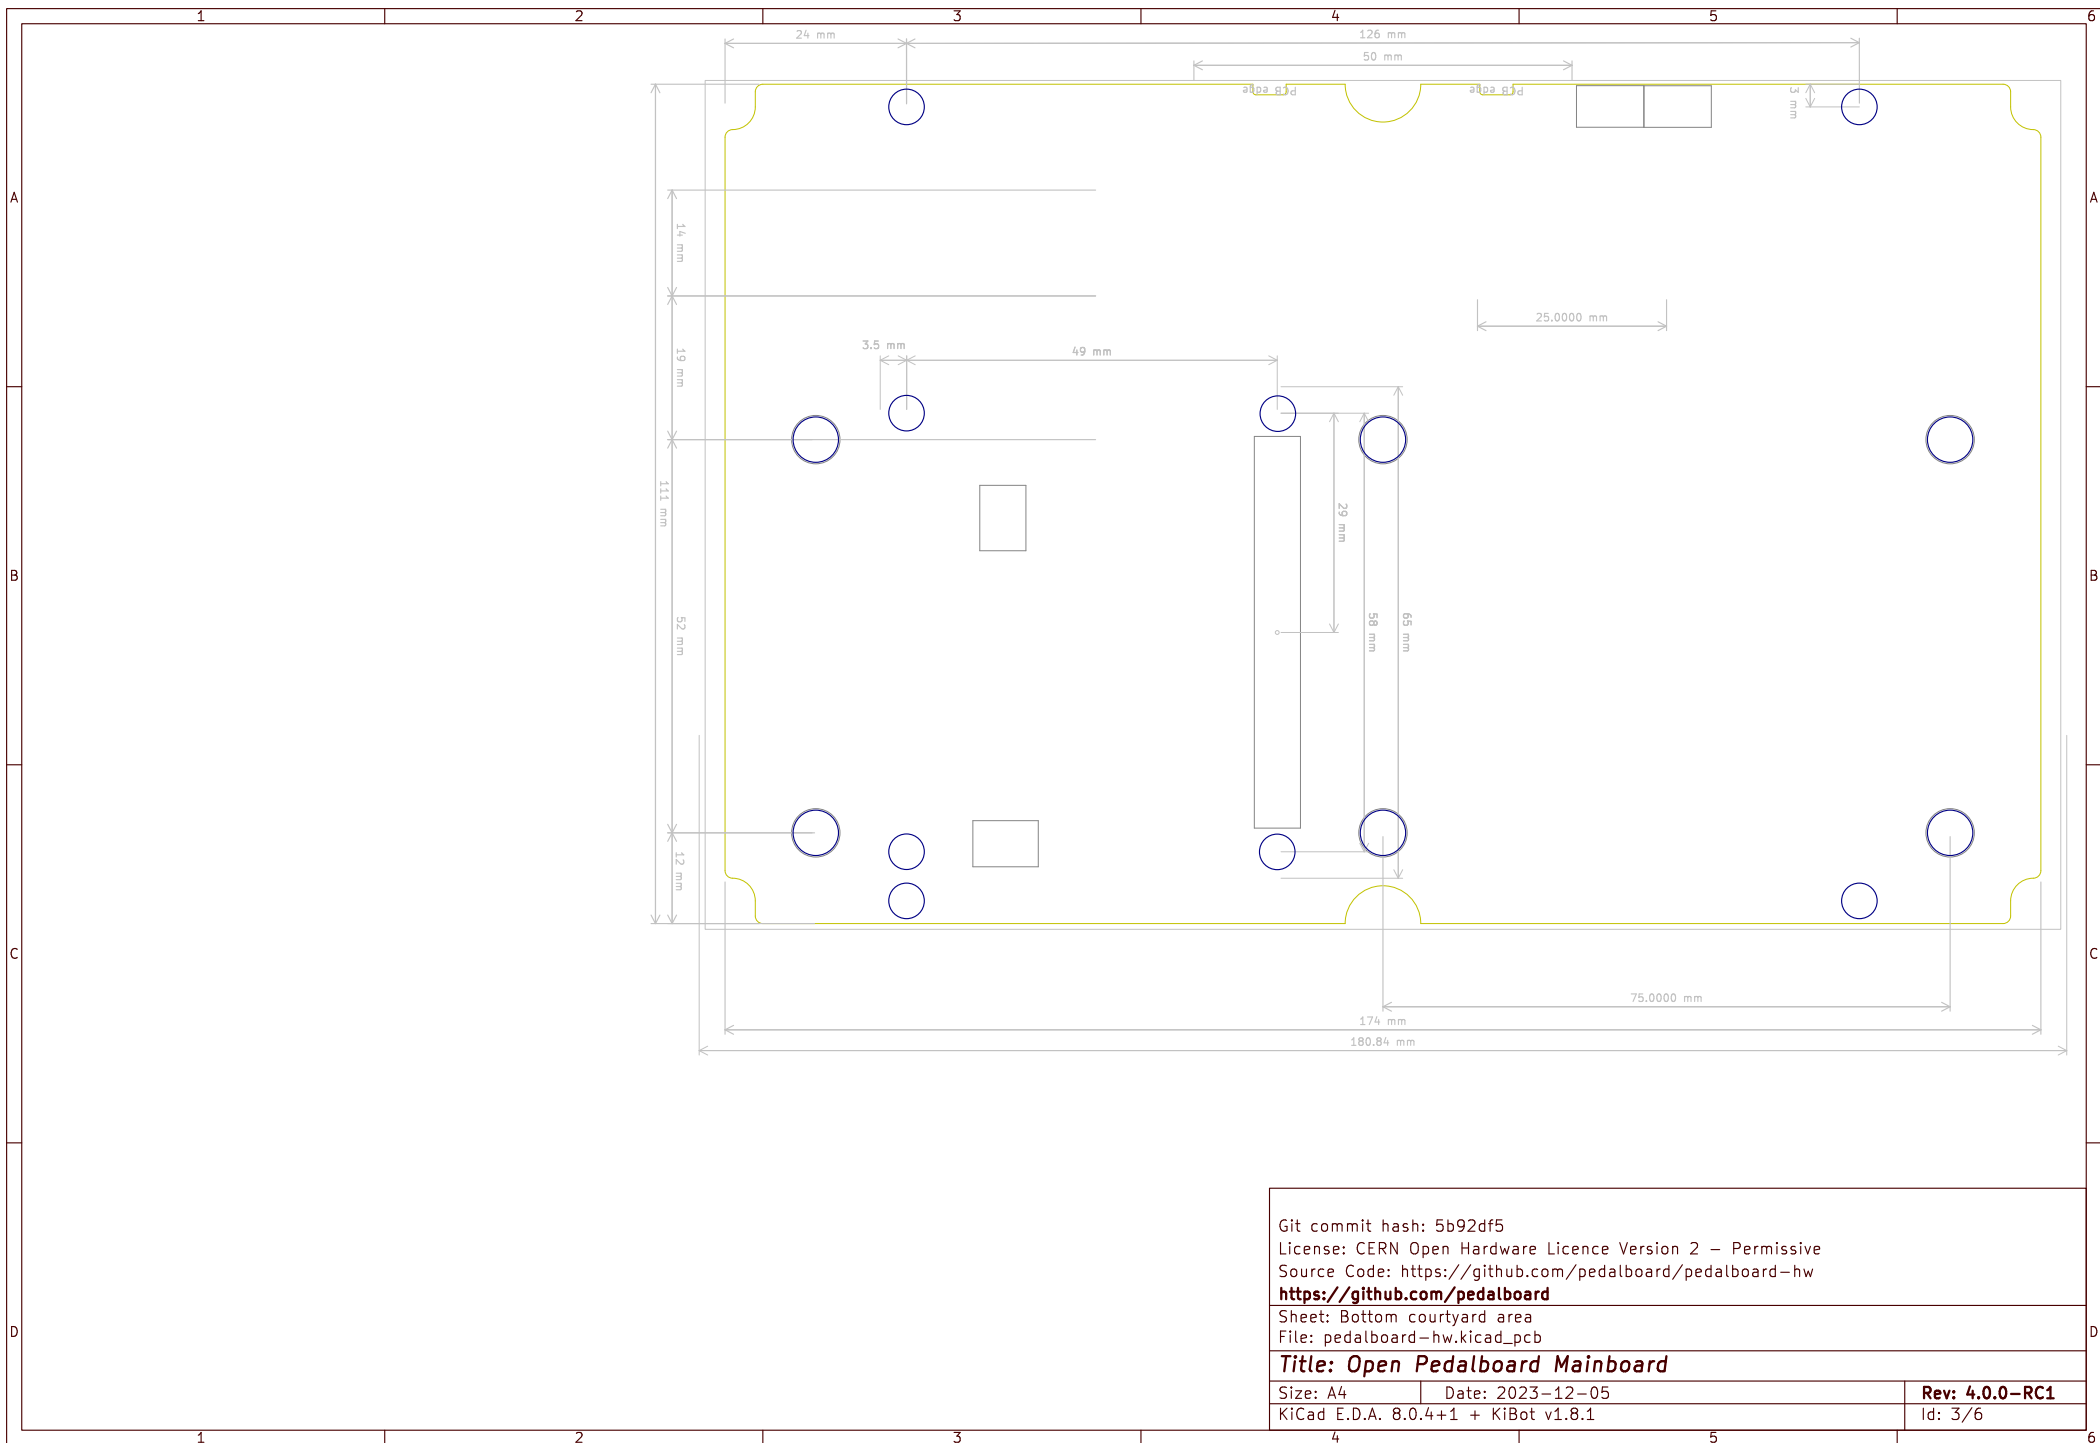 1 2 3 4 5 6
24 mm
126 mm
50 mm
PCB edge
PCB edge
3 mm
A A
14 mm
25.0000 mm
19 mm
3.5 mm
49 mm
111 mm
29 mm
B B
52 mm
58 mm
65 mm
12 mm
C C
75.0000 mm
174 mm
180.84 mm
Git commit hash: 5b92df5
License: CERN Open Hardware Licence Version 2 - Permissive
Source Code: https://github.com/pedalboard/pedalboard-hw
https://github.com/pedalboard
Sheet: Bottom courtyard area
File: pedalboard-hw.kicad_pcb
D D
Title: Open Pedalboard Mainboard
Size: A4 Date: 2023-12-05 Rev: 4.0.0-RC1
KiCad E.D.A. 8.0.4+1 + KiBot v1.8.1 Id: 3/6
1 2 3 4 5 6